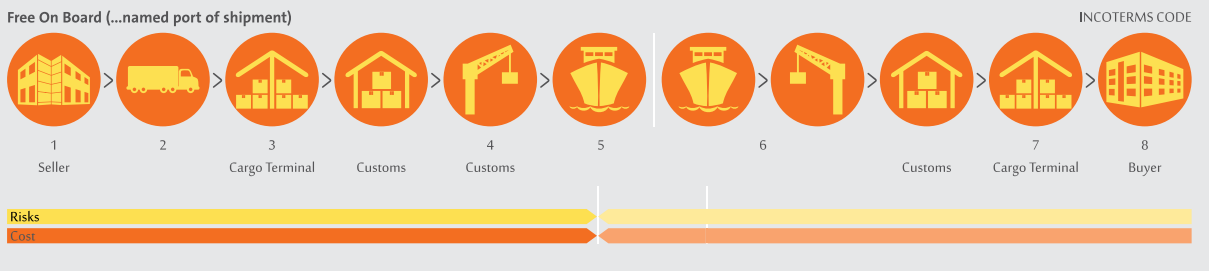 Free On Board (...named port of shipment)
INCOTERMS CODE
1 2 3 4 5 6 7 8
Seller Cargo Terminal Customs Customs Customs Cargo Terminal Buyer
Risks
Cost